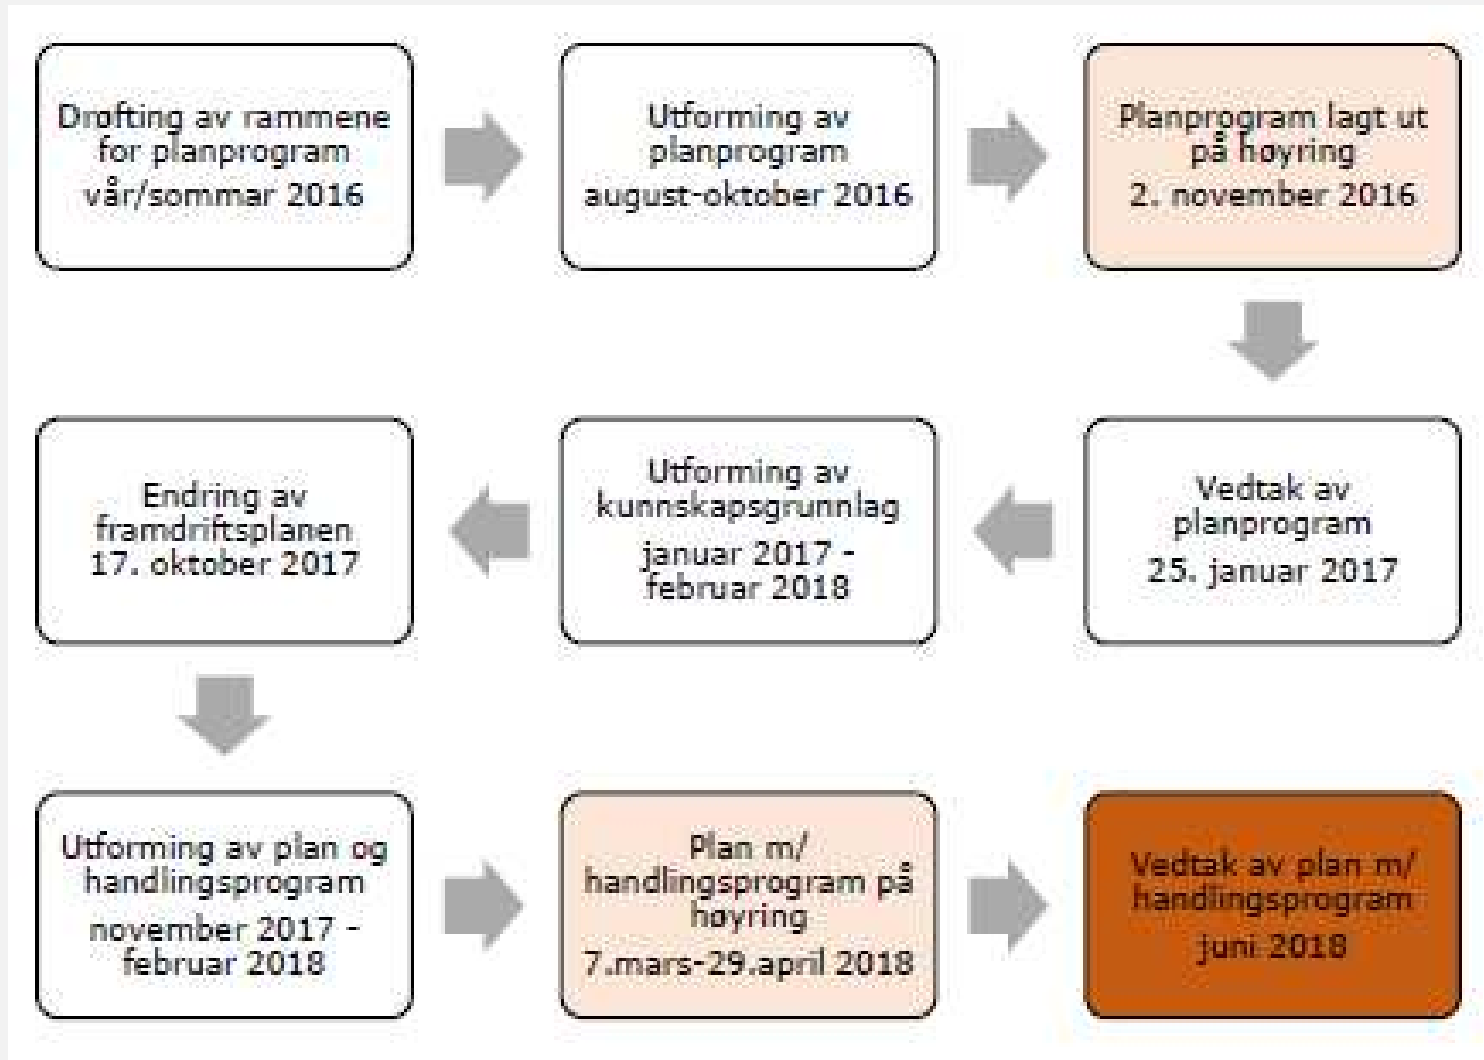 Drøfting av rammene
for planprogram
vår/sommar 2016
Utforming av
planprogram
august-oktober 2016
Planprogram lagt ut
på høyring
2. november 2016
Vedtak av
planprogram
25. januar 2017
Utforming av
kunnskapsgrunnlag
januar 2017 -
februar 2018
Endring av
framdriftsplanen
17. oktober 2017
Utforming av plan og
handlingsprogram
november 2017 -
februar 2018
Plan m/
handlingsprogram på
høyring
7.mars-29.april 2018
Vedtak av plan m/
handlingsprogram
juni 2018